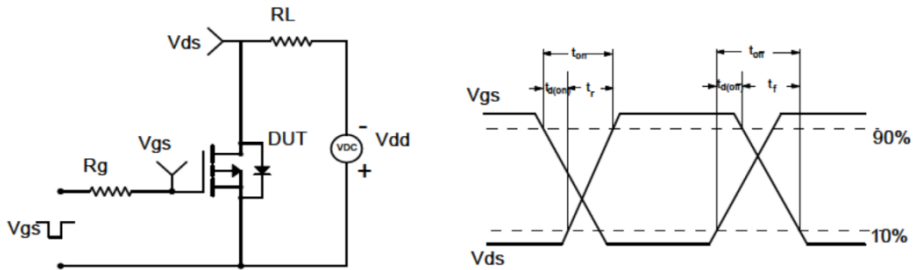 RL
Vds
Vgs
DUT
-
VDC
Vdd
+
Rg
Vgs
toff
toff
td(on)
tr
td(off)
tf
Vgs
90%
10%
Vds